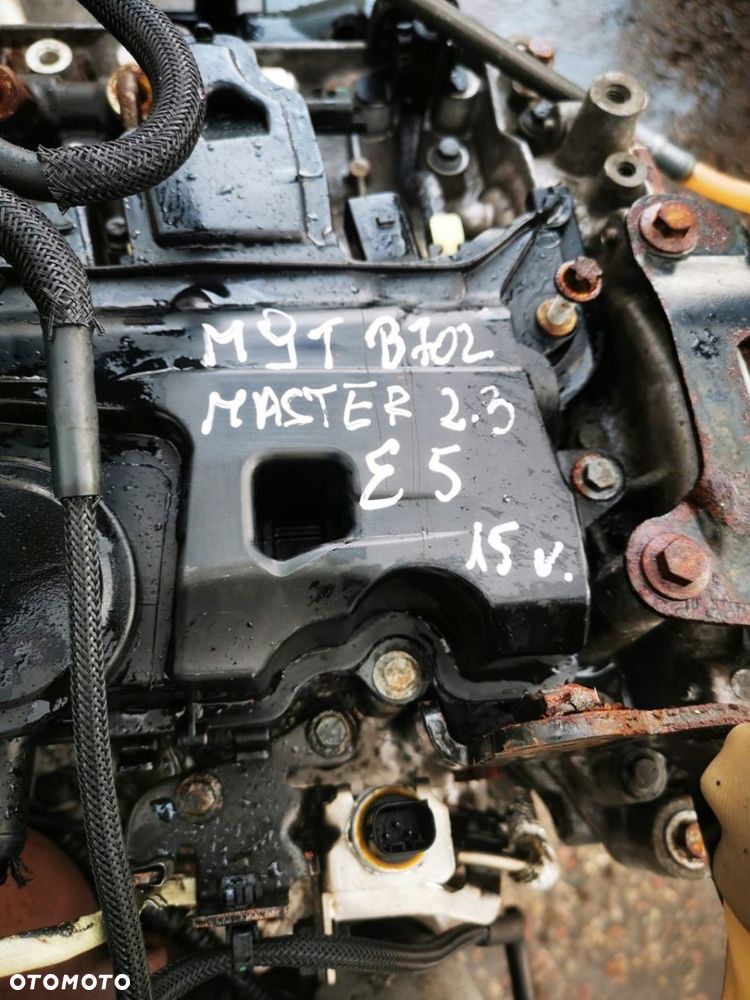 M9T B702
MASTER 2.3
E5
15 v.
OTOMOTO